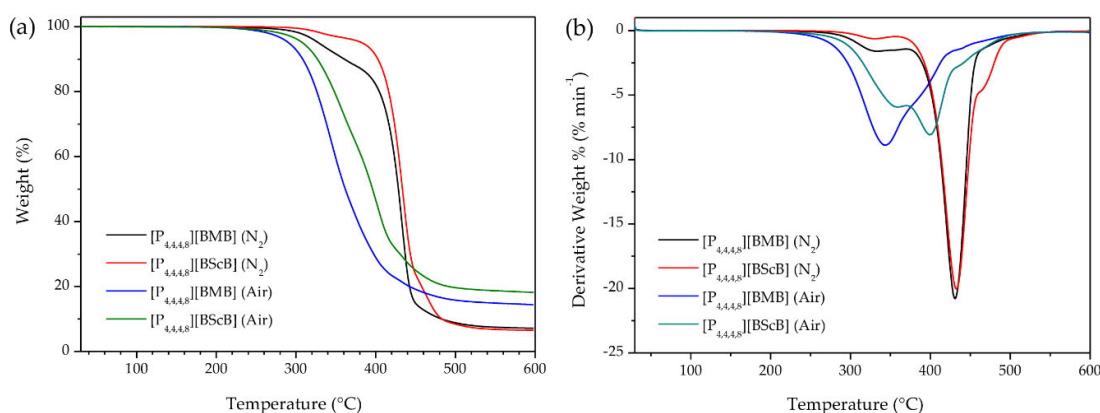 (a)
100
80
60
40
20
0
Weight (%)
[P4,4,4,8][BMB] (N2)
[P4,4,4,8][BScB] (N2)
[P4,4,4,8][BMB] (Air)
[P4,4,4,8][BScB] (Air)
100 200 300 400 500 600
Temperature (°C)
(b)
0
-5
-10
-15
-20
-25
Derivative Weight % (% min-1)
[P4,4,4,8][BMB] (N2)
[P4,4,4,8][BScB] (N2)
[P4,4,4,8][BMB] (Air)
[P4,4,4,8][BScB] (Air)
100 200 300 400 500 600
Temperature (°C)